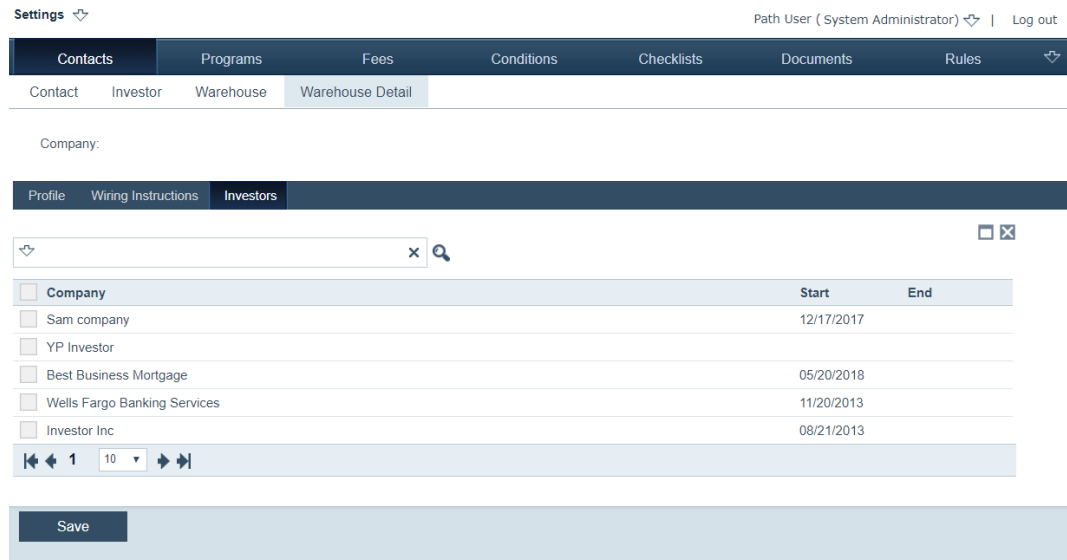 Settings
Path User ( System Administrator) | Log out
Contacts Programs Fees Conditions Checklists Documents Rules
Contact Investor Warehouse Warehouse Detail
Company:
Profile Wiring Instructions Investors
Company Start End
Sam company 12/17/2017
YP Investor
Best Business Mortgage 05/20/2018
Wells Fargo Banking Services 11/20/2013
Investor Inc 08/21/2013
1 10
Save